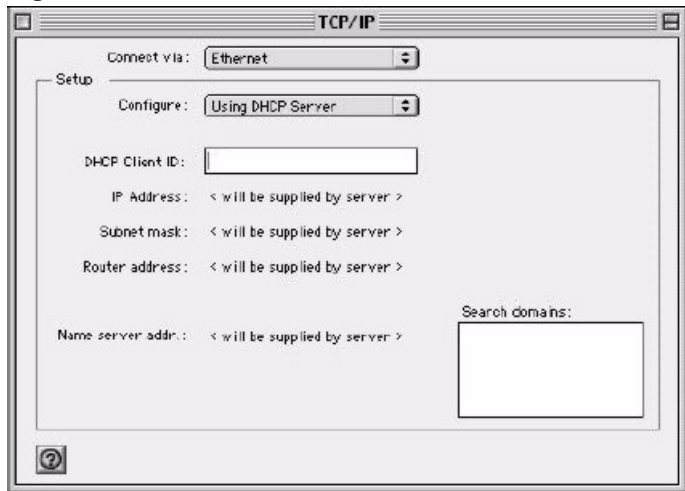 TCP/IP
Connect via: Ethernet
Setup
Configure: Using DHCP Server
DHCP Client ID:
IP Address: < will be supplied by server >
Subnet mask: < will be supplied by server >
Router address: < will be supplied by server >
Search domains:
Name server addr.: < will be supplied by server >
?